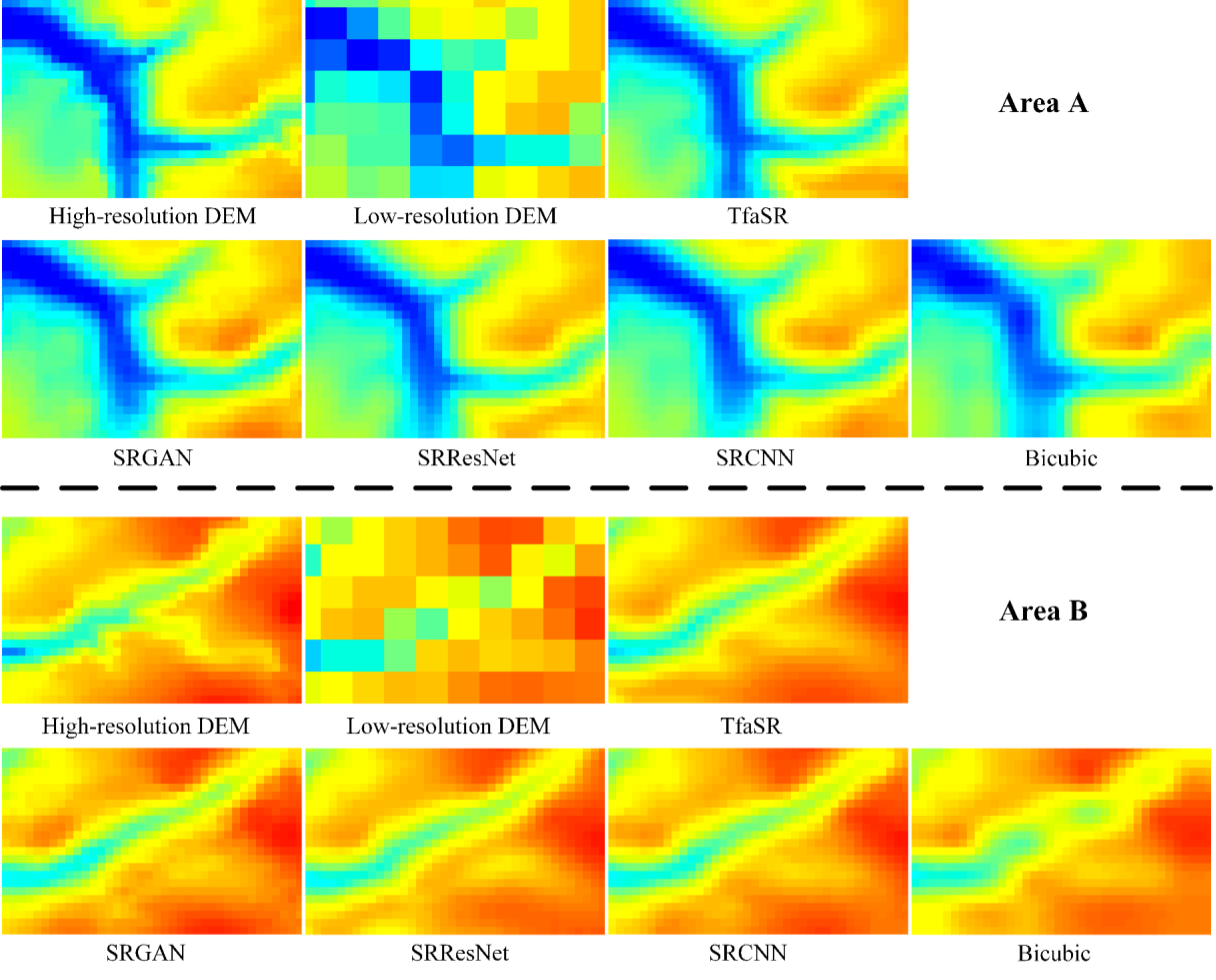 Area A
High-resolution DEM
Low-resolution DEM
TfaSR
SRGAN
SRResNet
SRCNN
Bicubic
Area B
High-resolution DEM
Low-resolution DEM
TfaSR
SRGAN
SRResNet
SRCNN
Bicubic